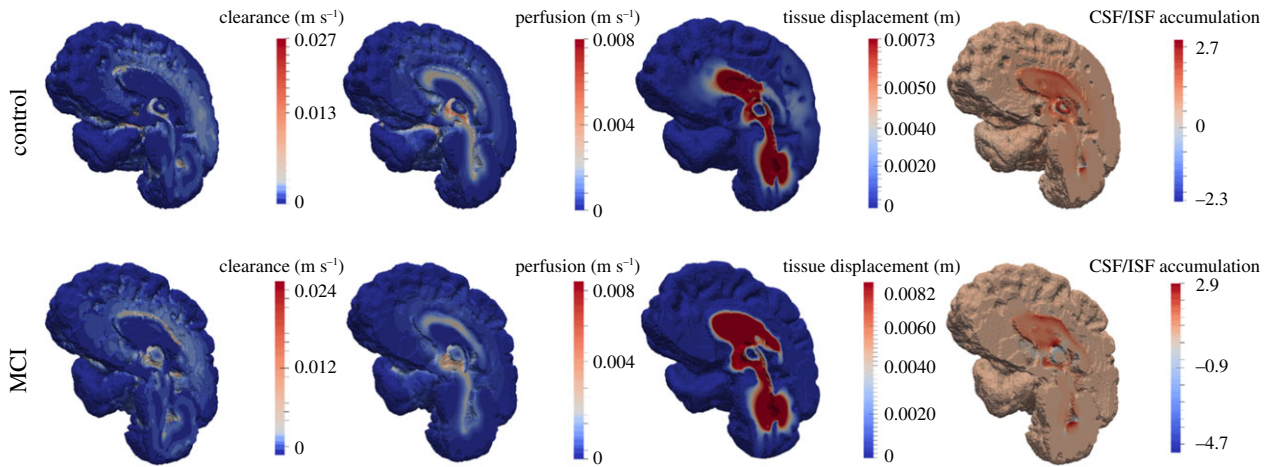 clearance (m s⁻¹)
0.027
0.013
0
perfusion (m s⁻¹)
0.008
0.004
0
tissue displacement (m)
0.0073
0.0050
0.0040
0.0020
0
CSF/ISF accumulation
2.7
0
−2.3
control
clearance (m s⁻¹)
0.024
0.012
0
perfusion (m s⁻¹)
0.008
0.004
0
tissue displacement (m)
0.0082
0.0060
0.0040
0.0020
0
CSF/ISF accumulation
2.9
−0.9
−4.7
MCI